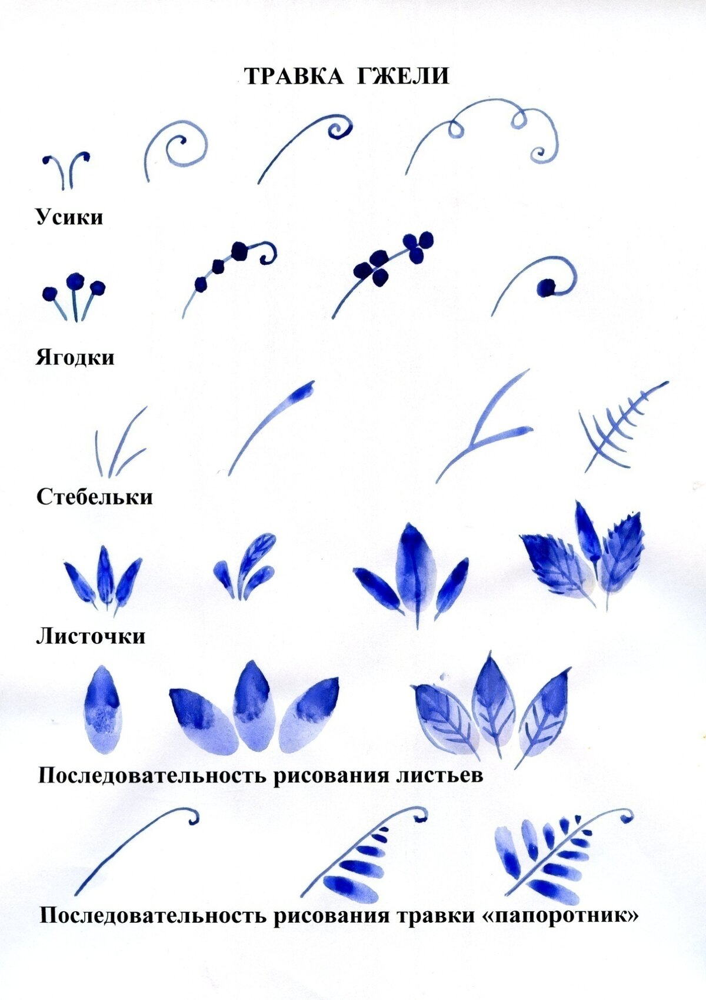 ТРАВКА ГЖЕЛИ
Усики
Ягодки
Стебельки
Листочки
Последовательность рисования листьев
Последовательность рисования травки «папоротник»